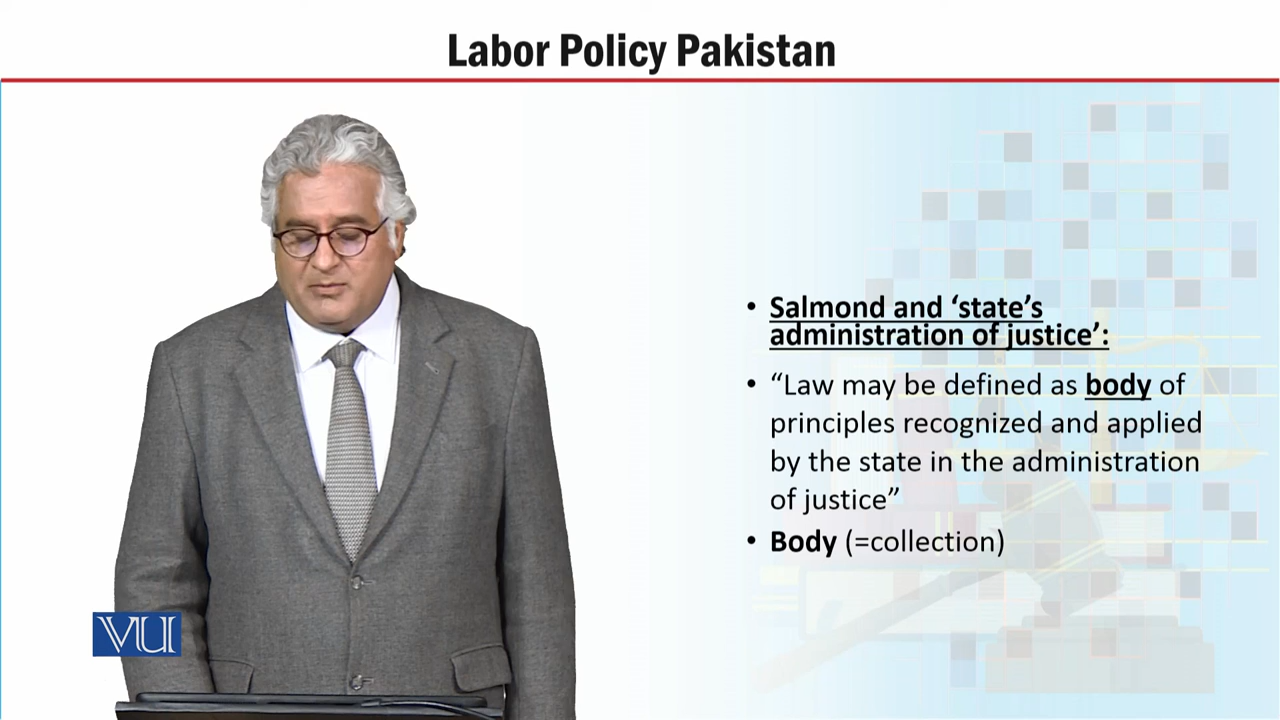 Labor Policy Pakistan
• Salmond and ‘state’s
administration of justice’:
• “Law may be defined as body of
principles recognized and applied
by the state in the administration
of justice”
• Body (=collection)
VU